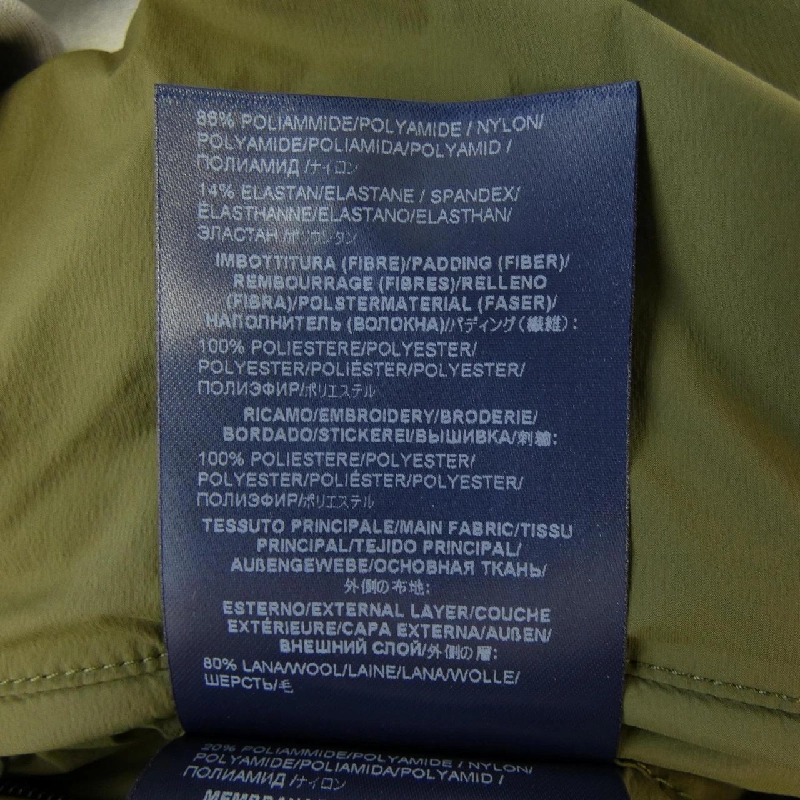 86% POLIAMMIDE/POLYAMIDE / NYLON/
POLYAMIDE/POLIAMIDA/POLYAMID /
ПОЛИАМИД /ナイロン
14% ELASTAN/ELASTANE / SPANDEX/
ÉLASTHANNE/ELASTANO/ELASTHAN/
ЭЛАСТАН /ポリウレタン
IMBOTTITURA (FIBRE)/PADDING (FIBER)/
REMBOURRAGE (FIBRES)/RELLENO
(FIBRA)/POLSTERMATERIAL (FASER)/
НАПОЛНИТЕЛЬ (ВОЛОКНА)/パディング(繊維):
100% POLIESTERE/POLYESTER/
POLYESTER/POLIÉSTER/POLYESTER/
ПОЛИЭФИР/ポリエステル
RICAMO/EMBROIDERY/BRODERIE/
BORDADO/STICKEREI/ВЫШИВКА/刺繡:
100% POLIESTERE/POLYESTER/
POLYESTER/POLIÉSTER/POLYESTER/
ПОЛИЭФИР/ポリエステル
TESSUTO PRINCIPALE/MAIN FABRIC/TISSU
PRINCIPAL/TEJIDO PRINCIPAL/
AUßENGEWEBE/ОСНОВНАЯ ТКАНЬ/
外側の布地:
ESTERNO/EXTERNAL LAYER/COUCHE
EXTÉRIEURE/CAPA EXTERNA/AUßEN/
ВНЕШНИЙ СЛОЙ/外側の層:
80% LANA/WOOL/LAINE/LANA/WOLLE/
ШЕРСТЬ/毛
20% POLIAMMIDE/POLYAMIDE / NYLON/
POLYAMIDE/POLIAMIDA/POLYAMID /
ПОЛИАМИД /ナイロン